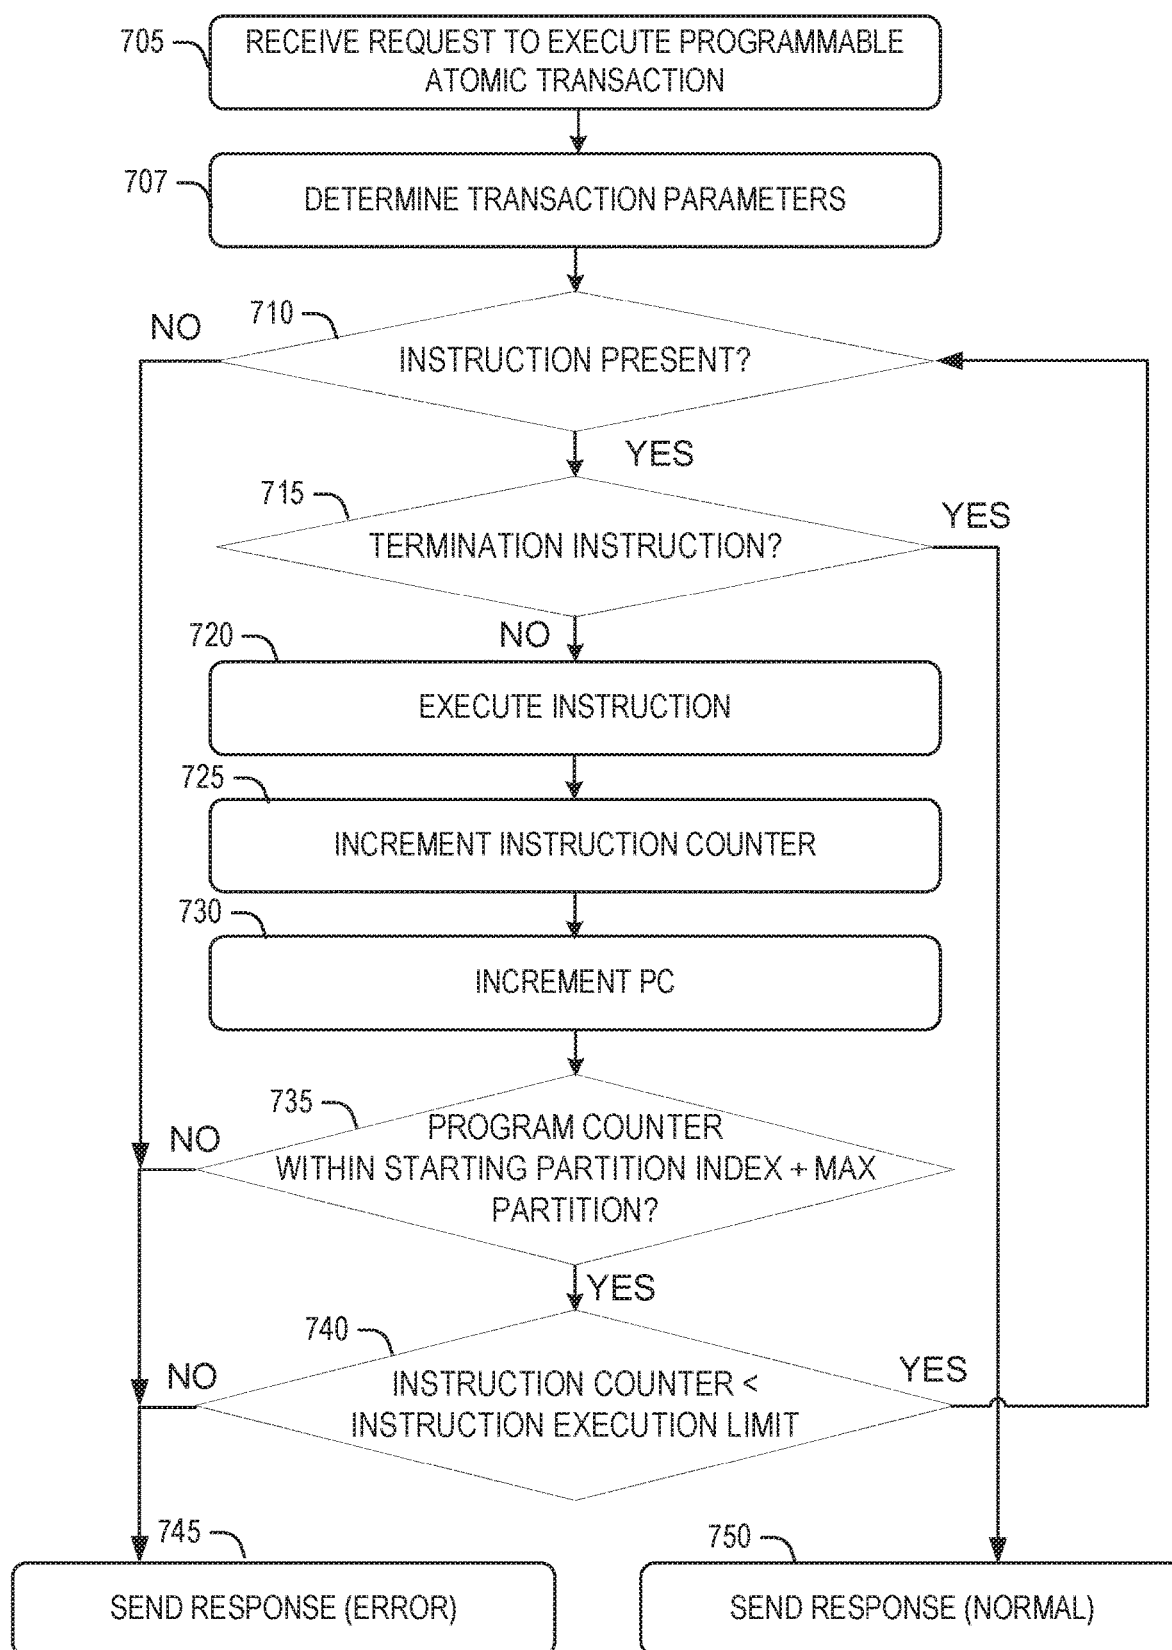 705
RECEIVE REQUEST TO EXECUTE PROGRAMMABLE
ATOMIC TRANSACTION
707
DETERMINE TRANSACTION PARAMETERS
710
NO
INSTRUCTION PRESENT?
YES
715
YES
TERMINATION INSTRUCTION?
NO
720
EXECUTE INSTRUCTION
725
INCREMENT INSTRUCTION COUNTER
730
INCREMENT PC
735
NO
PROGRAM COUNTER
WITHIN STARTING PARTITION INDEX + MAX
PARTITION?
YES
740
NO
YES
INSTRUCTION COUNTER <
INSTRUCTION EXECUTION LIMIT
745
SEND RESPONSE (ERROR)
750
SEND RESPONSE (NORMAL)